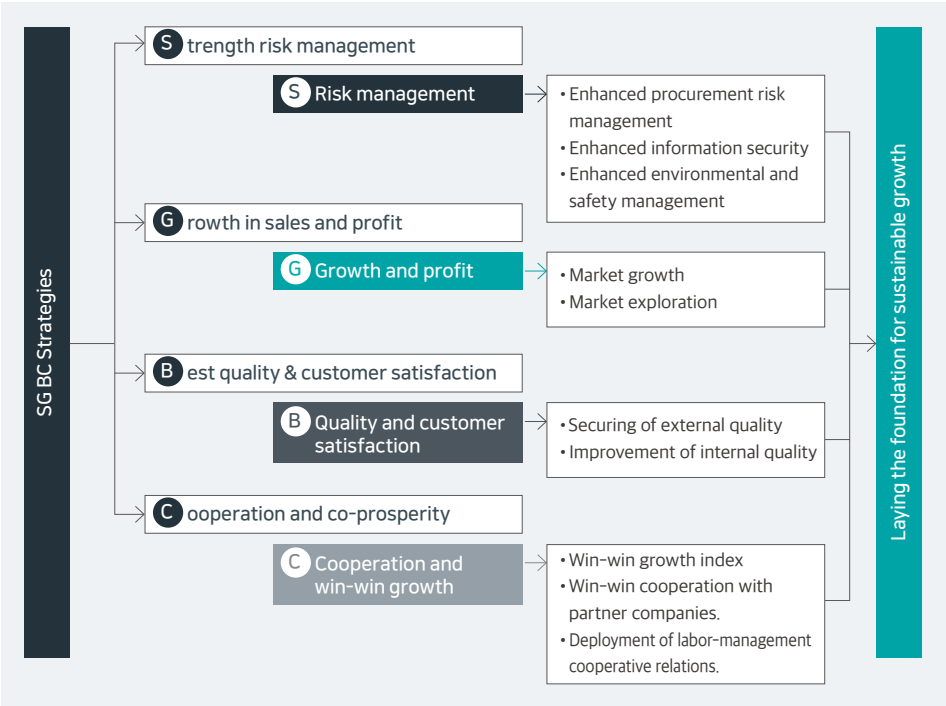 SG BC Strategies
S trength risk management
S Risk management
• Enhanced procurement risk
management
• Enhanced information security
• Enhanced environmental and
safety management
G rowth in sales and profit
G Growth and profit
• Market growth
• Market exploration
B est quality & customer satisfaction
B Quality and customer
satisfaction
• Securing of external quality
• Improvement of internal quality
C ooperation and co-prosperity
C Cooperation and
win-win growth
• Win-win growth index
• Win-win cooperation with
partner companies.
• Deployment of labor-management
cooperative relations.
Laying the foundation for sustainable growth